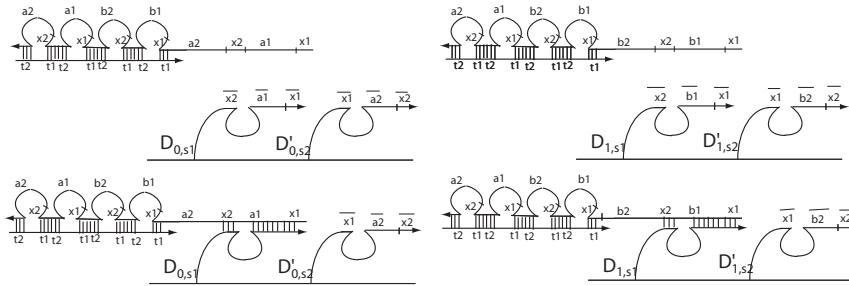 a2 a1 b2 b1
x2 x1 x2 x1 a2 x2 a1 x1
t2 t1 t2 t1 t2 t1 t2 t1
x2 a1 x1 x1 a2 x2
D0,s1 D'0,s2
a2 a1 b2 b1
x2 x1 x2 x1 a2 x2 a1 x1
t2 t1 t2 t1 t2 t1 t2 t1
x1 a2 x2
D0,s1 D'0,s2
a2 a1 b2 b1
x2 x1 x2 x1 b2 x2 b1 x1
t2 t1 t2 t1 t2 t1 t2 t1
x2 b1 x1 x1 b2 x2
D1,s1 D'1,s2
a2 a1 b2 b1
x2 x1 x2 x1 b2 x2 b1 x1
t2 t1 t2 t1 t2 t1 t2 t1
x1 b2 x2
D1,s1 D'1,s2